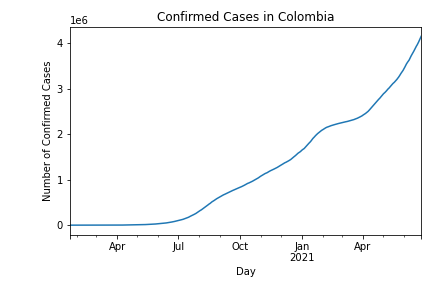 Confirmed Cases in Colombia
1e6
4
3
2
1
0
Number of Confirmed Cases
Apr
Jul
Oct
Jan
2021
Apr
Day